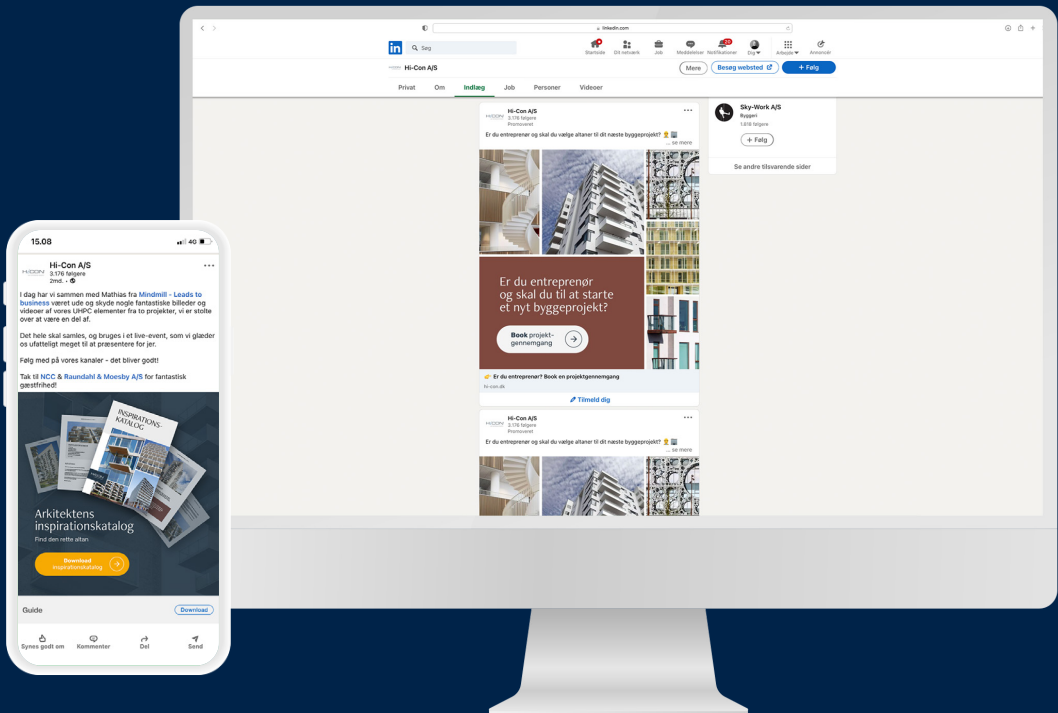 linkedin.com
in
Søg
Startside
Dit netværk
Job
Meddelelser
Notifikationer
Dig
Arbejde
Annoncér
Hi-Con A/S
Mere
Besøg websted
+ Følg
Privat
Om
Indlæg
Job
Personer
Videoer
Hi-Con A/S
3.176 følgere
Promoveret
Er du entreprenør og skal du vælge altaner til dit næste byggeprojekt?
... se mere
Er du entreprenør
og skal du til at starte
et nyt byggeprojekt?
Book projekt-
gennemgang
Er du entreprenør? Book en projektgennemgang
hi-con.dk
Tilmeld dig
Hi-Con A/S
3.176 følgere
Promoveret
Er du entreprenør og skal du vælge altaner til dit næste byggeprojekt?
... se mere
Sky-Work A/S
Byggeri
1.618 følgere
+ Følg
Se andre tilsvarende sider
15.08
4G
HI-CON
Hi-Con A/S
3.176 følgere
2md.
I dag har vi sammen med Mathias fra Mindmill - Leads to
business været ude og skyde nogle fantastiske billeder og
videoer af vores UHPC elementer fra to projekter, vi er stolte
over at være en del af.
Det hele skal samles, og bruges i et live-event, som vi glæder
os ufatteligt meget til at præsentere for jer.
Følg med på vores kanaler - det bliver godt!
Tak til NCC & Raundahl & Moesby A/S for fantastisk
gæstfrihed!
INSPIRATIONS-
KATALOG
Arkitektens
inspirationskatalog
Find den rette altan
Download
inspirationskatalog
Guide
Download
Synes godt om
Kommenter
Del
Send